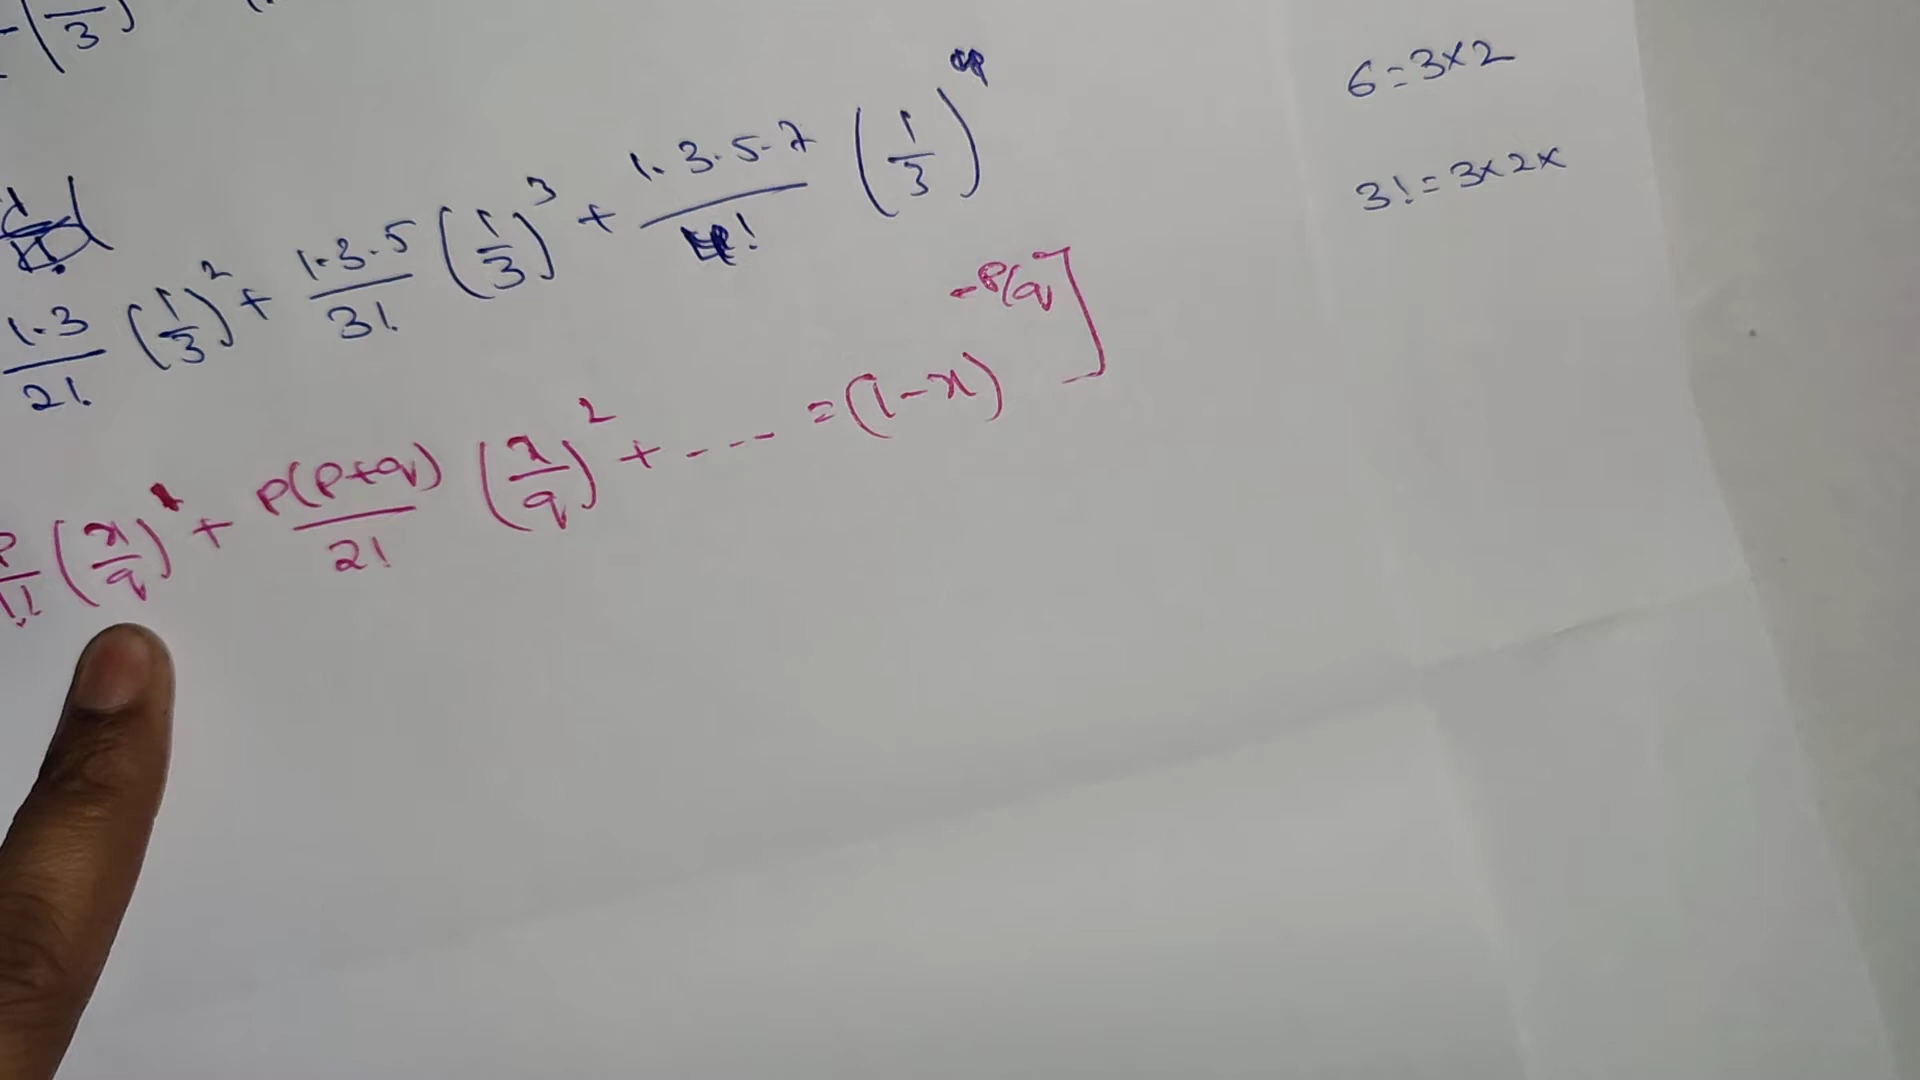 -(—/3)
6=3×2
3!=3×2×
1·3/2! (1/3)² + 1·3·5/3! (1/3)³ + 1·3·5·7/4! (1/3)
P/1! (x/q)¹ + P(P+q)/2! (x/q)² + - - - - = (1-x)^-P/q ]